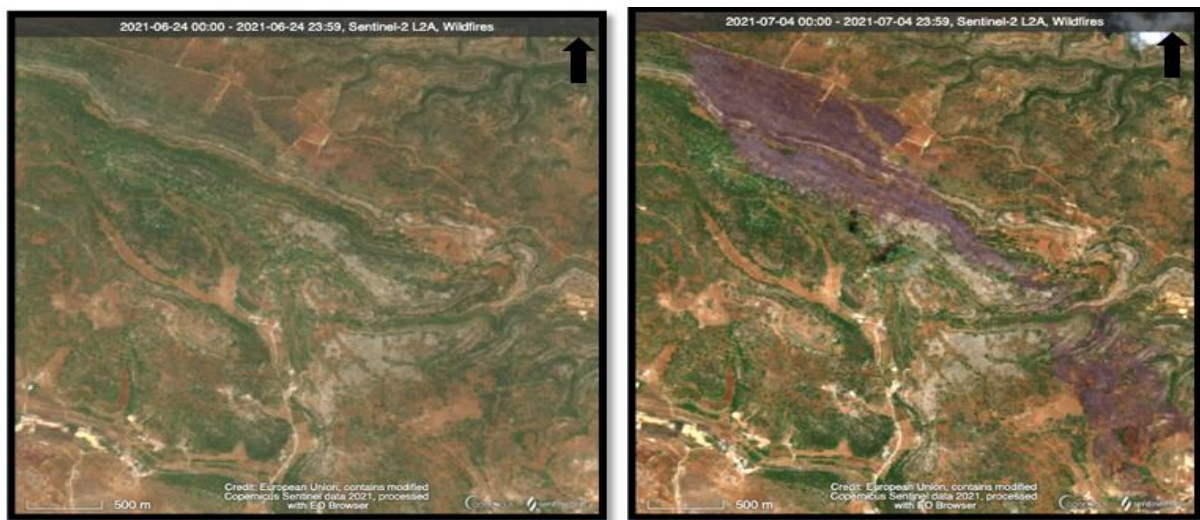 2021-06-24 00:00 - 2021-06-24 23:59, Sentinel-2 L2A, Wildfires
Credit: European Union, contains modified
Copernicus Sentinel data 2021, processed
with EO Browser
500 m
2021-07-04 00:00 - 2021-07-04 23:59, Sentinel-2 L2A, Wildfires
Credit: European Union, contains modified
Copernicus Sentinel data 2021, processed
with EO Browser
500 m